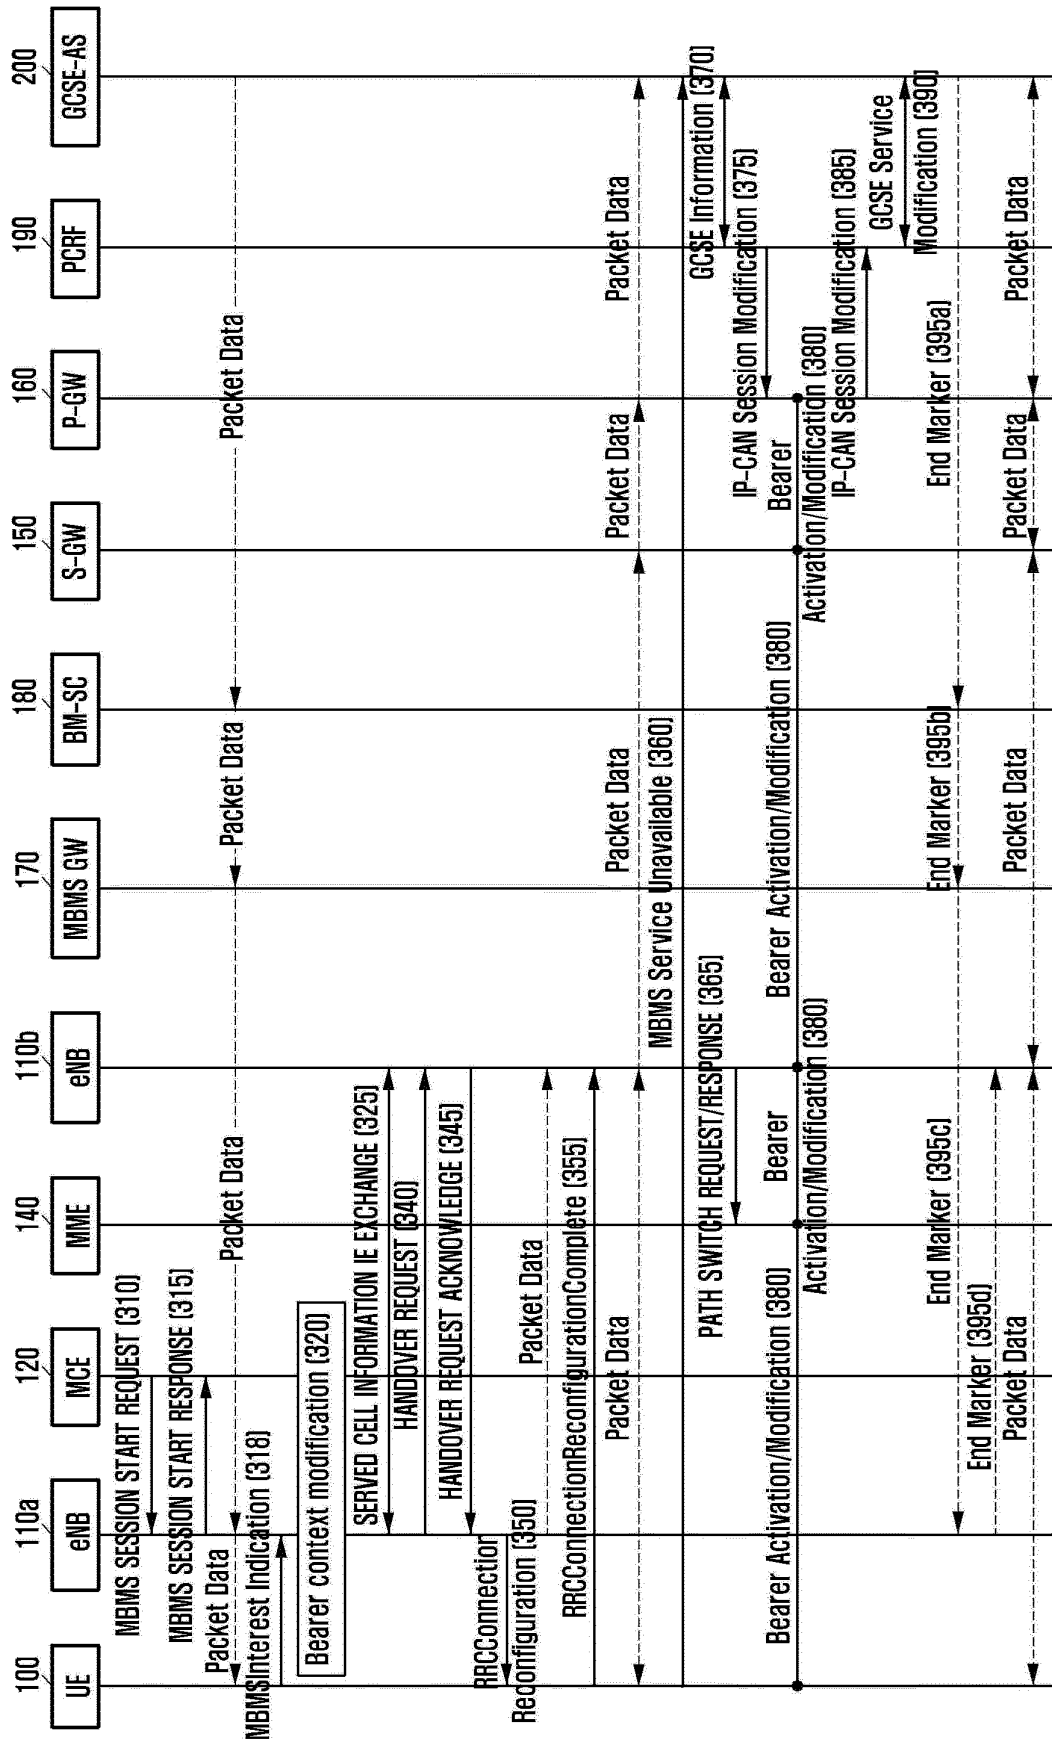 100
110a
120
140
110b
170
180
150
160
190
200
UE
eNB
MCE
MME
eNB
MBMS GW
BM-SC
S-GW
P-GW
PCRF
GCSE-AS
MBMS SESSION START REQUEST (310)
MBMS SESSION START RESPONSE (315)
Packet Data
Packet Data
Packet Data
Packet Data
MBMSInterest Indication (318)
Bearer context modification (320)
SERVED CELL INFORMATION IE EXCHANGE (325)
HANDOVER REQUEST (340)
HANDOVER REQUEST ACKNOWLEDGE (345)
RRCConnection
Reconfiguration (350)
Packet Data
RRCConnectionReconfigurationComplete (355)
Packet Data
Packet Data
Packet Data
Packet Data
MBMS Service Unavailable (360)
PATH SWITCH REQUEST/RESPONSE (365)
GCSE Information (370)
IP-CAN Session Modification (375)
Bearer Activation/Modification (380)
Bearer
Activation/Modification (380)
Bearer Activation/Modification (380)
Bearer
Activation/Modification (380)
IP-CAN Session Modification (385)
GCSE Service
Modification (390)
End Marker (395a)
End Marker (395b)
End Marker (395c)
End Marker (395d)
Packet Data
Packet Data
Packet Data
Packet Data